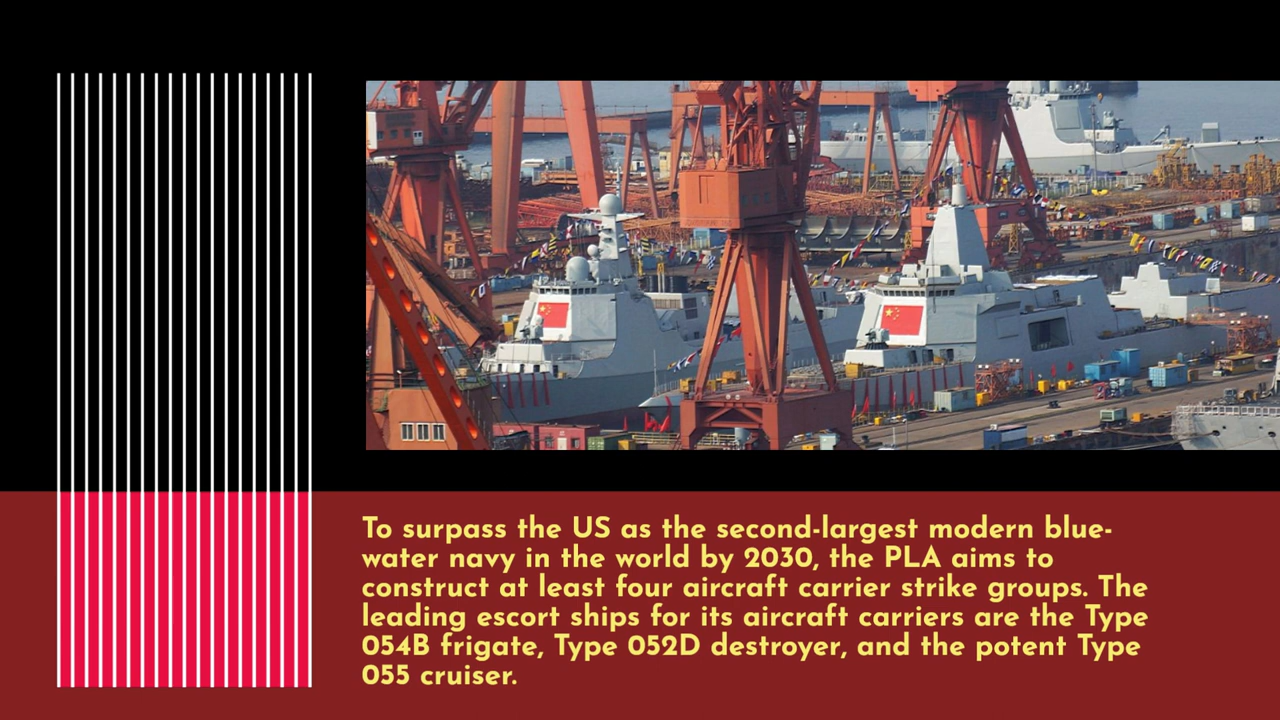 To surpass the US as the second-largest modern blue-
water navy in the world by 2030, the PLA aims to
construct at least four aircraft carrier strike groups. The
leading escort ships for its aircraft carriers are the Type
054B frigate, Type 052D destroyer, and the potent Type
055 cruiser.